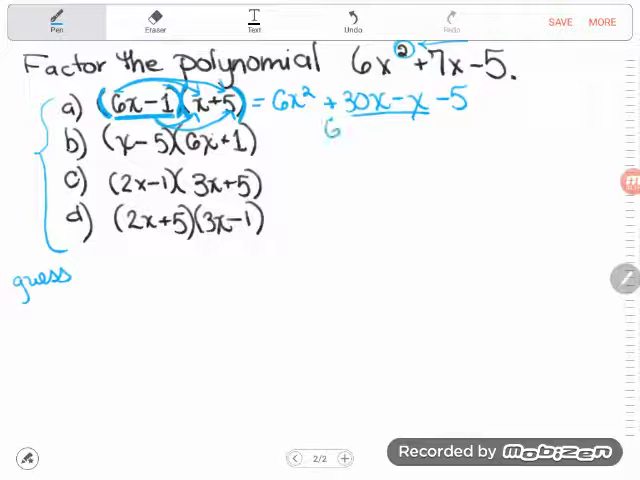 Pen
Eraser
Text
Undo
Redo
SAVE
MORE
Factor the polynomial 6x² + 7x - 5.
a) (6x - 1)(x + 5) = 6x² + 30x - x - 5
6
b) (x - 5)(6x + 1)
c) (2x - 1)(3x + 5)
d) (2x + 5)(3x - 1)
guess
2/2
Recorded by mobizen